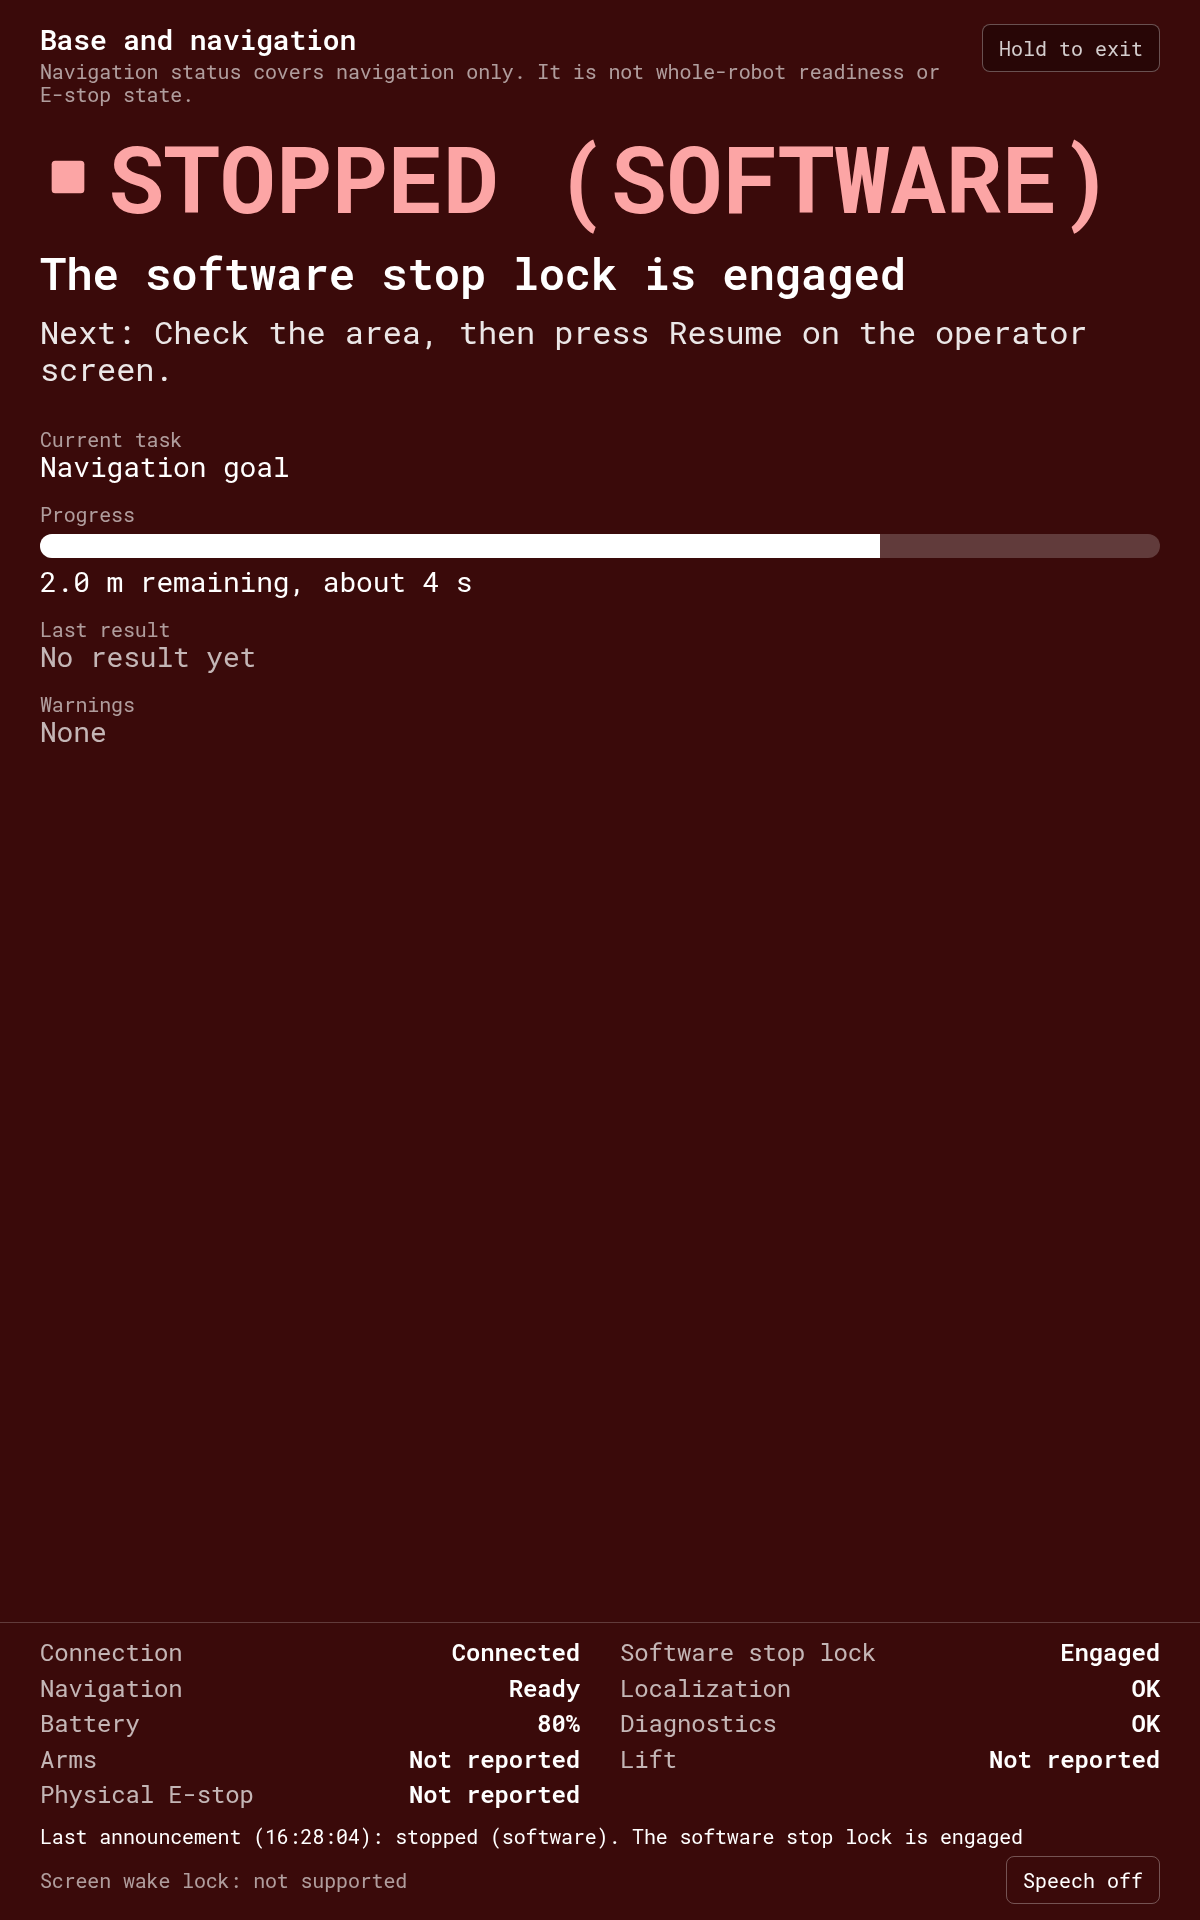 Base and navigation
Hold to exit
Navigation status covers navigation only. It is not whole-robot readiness or
E-stop state.
STOPPED (SOFTWARE)
The software stop lock is engaged
Next: Check the area, then press Resume on the operator
screen.
Current task
Navigation goal
Progress
2.0 m remaining, about 4 s
Last result
No result yet
Warnings
None
Connection Connected
Software stop lock Engaged
Navigation Ready
Localization OK
Battery 80%
Diagnostics OK
Arms Not reported
Lift Not reported
Physical E-stop Not reported
Last announcement (16:28:04): stopped (software). The software stop lock is engaged
Screen wake lock: not supported
Speech off